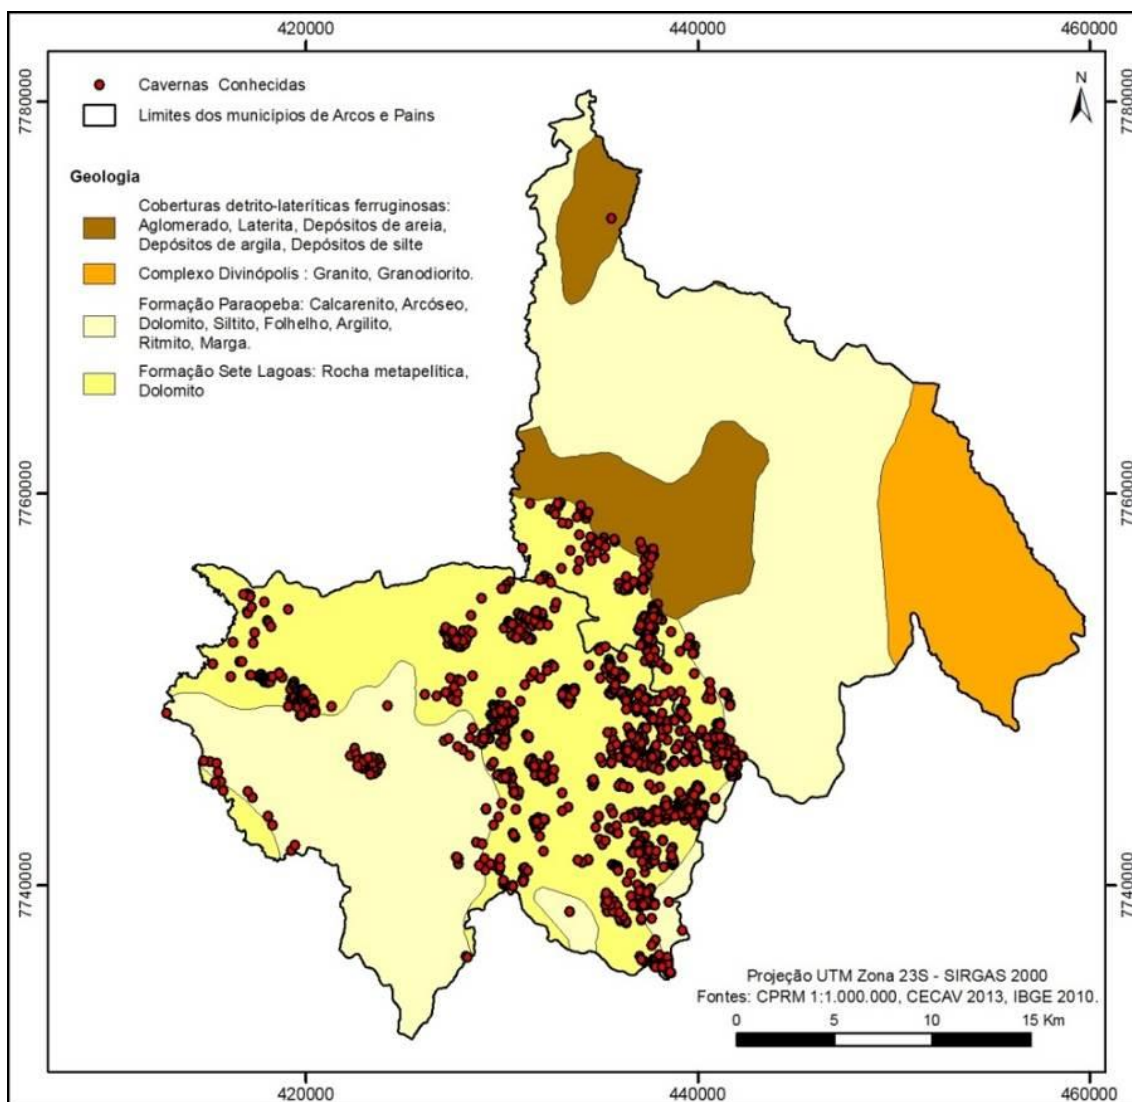 420000
440000
460000
7780000
7780000
N
Cavernas Conhecidas
Limites dos municípios de Arcos e Pains
Geologia
Coberturas detrito-lateríticas ferruginosas:
Aglomerado, Laterita, Depósitos de areia,
Depósitos de argila, Depósitos de silte
Complexo Divinópolis : Granito, Granodiorito.
Formação Paraopeba: Calcarenito, Arcóseo,
Dolomito, Siltito, Folhelho, Argilito,
Ritmito, Marga.
Formação Sete Lagoas: Rocha metapelítica,
Dolomito
7760000
7760000
7740000
7740000
Projeção UTM Zona 23S - SIRGAS 2000
Fontes: CPRM 1:1.000.000, CECAV 2013, IBGE 2010.
0 5 10 15 Km
420000
440000
460000